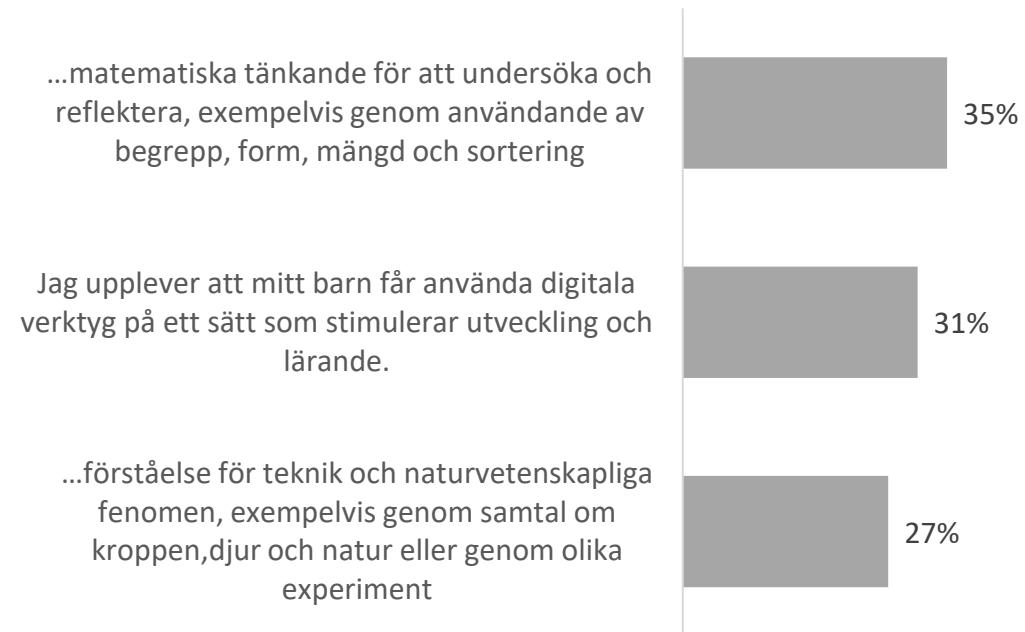 …matematiska tänkande för att undersöka och
reflektera, exempelvis genom användande av
begrepp, form, mängd och sortering
35%
Jag upplever att mitt barn får använda digitala
verktyg på ett sätt som stimulerar utveckling och
lärande.
31%
…förståelse för teknik och naturvetenskapliga
fenomen, exempelvis genom samtal om
kroppen,djur och natur eller genom olika
experiment
27%